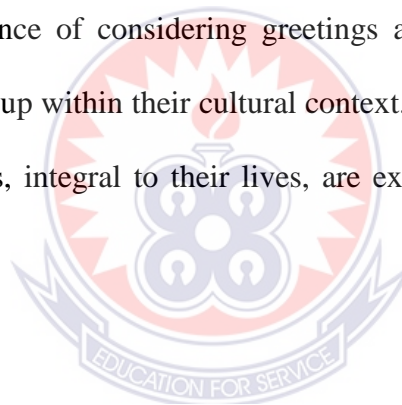 nce of considering greetings a
up within their cultural context.
s, integral to their lives, are ex
EDUCATION FOR SERVICE